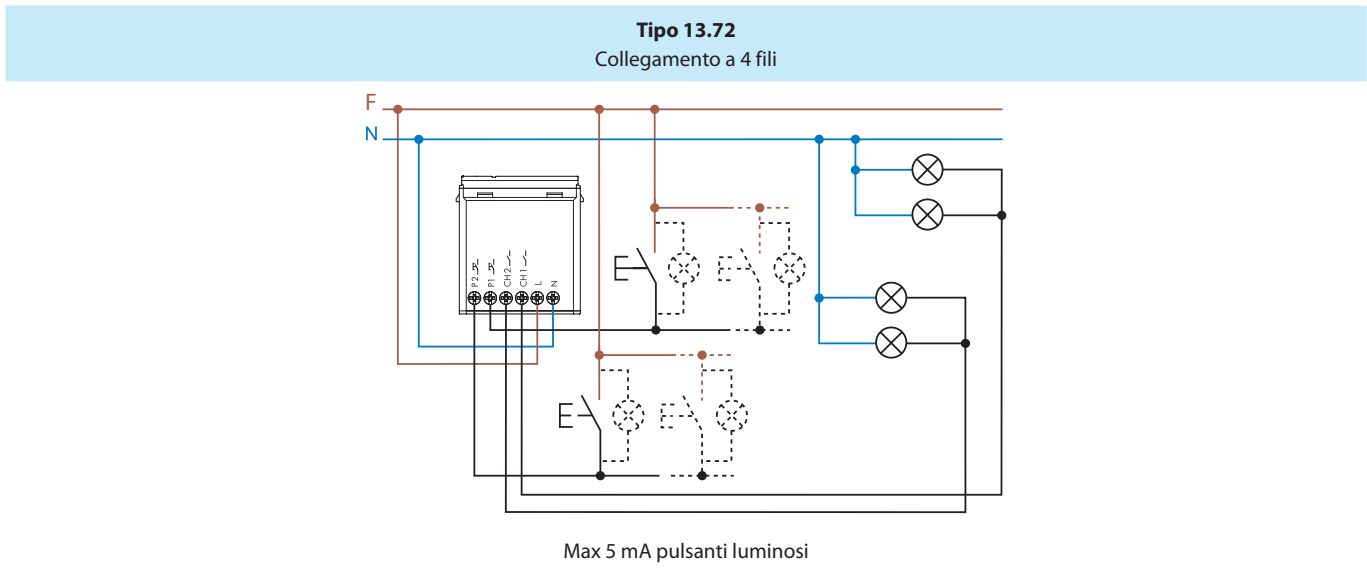 Tipo 13.72
Collegamento a 4 fili
F
N
P2
P1
CH2
CH1
L
N
Max 5 mA pulsanti luminosi